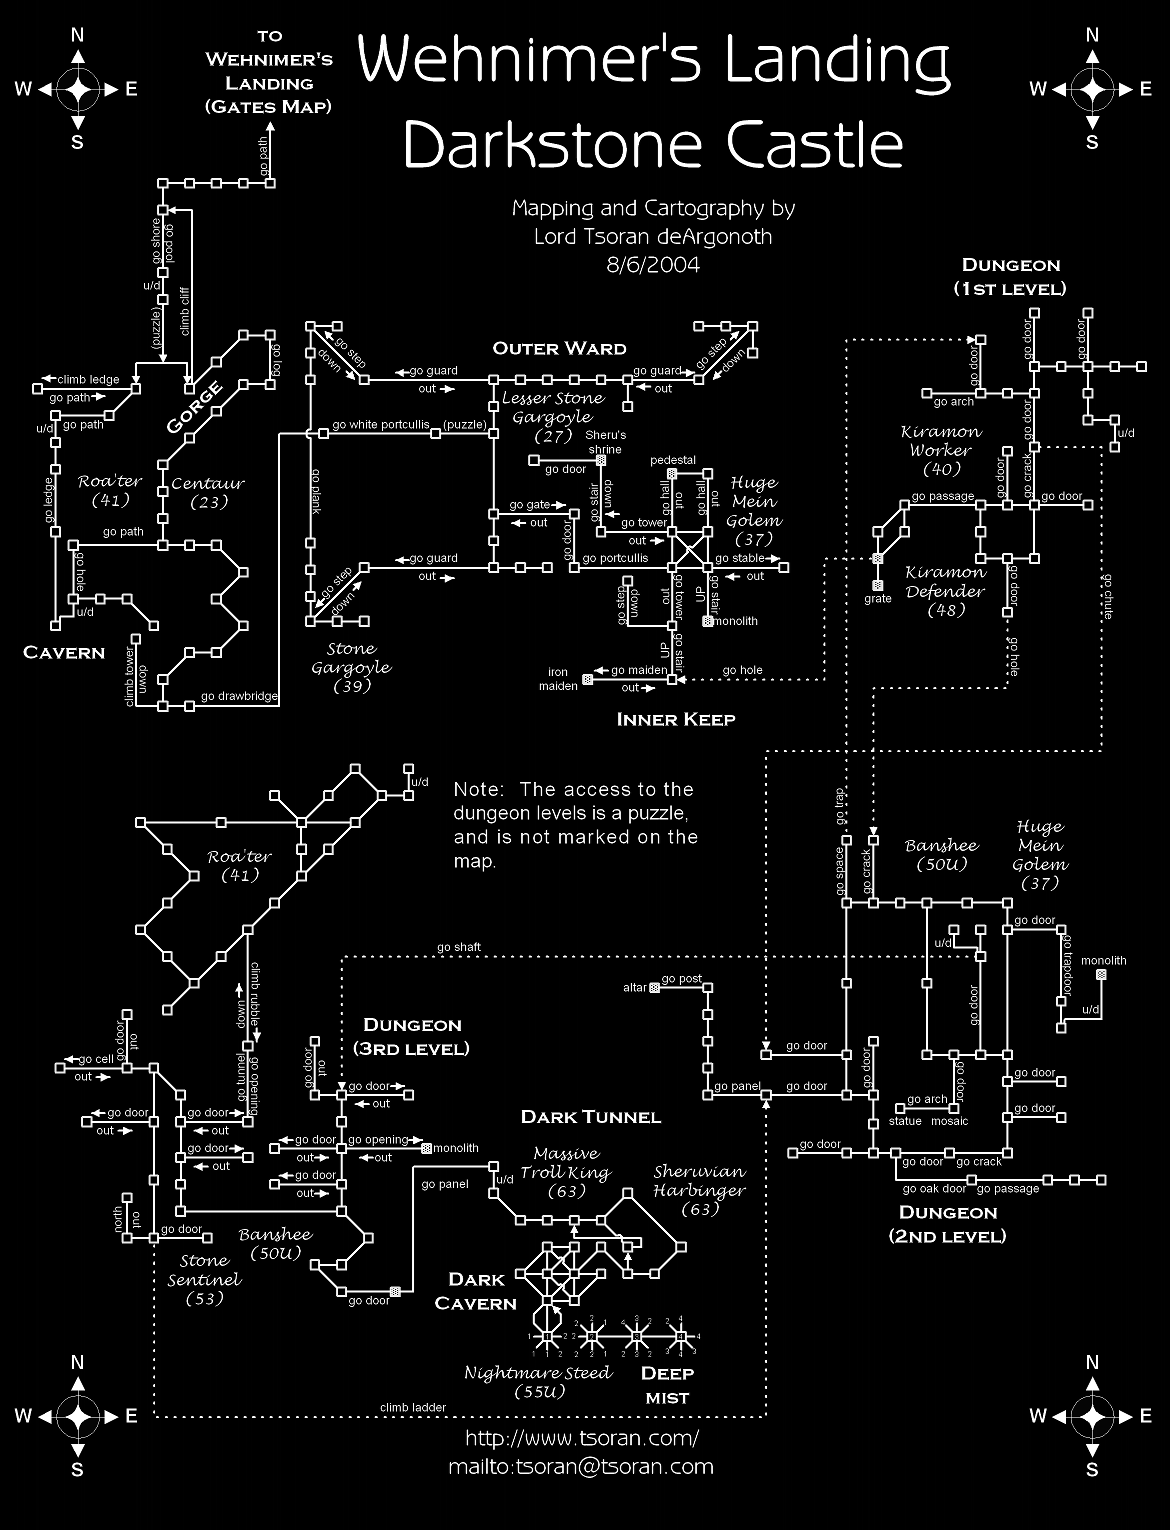 N
W E
S
TO
WEHNIMER'S
LANDING
(GATES MAP)
Wehnimer's Landing
Darkstone Castle
N
W E
S
Mapping and Cartography by
Lord Tsoran deArgonoth
8/6/2004
go path
go shore
go pool
u/d
(puzzle)
climb cliff
climb ledge
go path
go path
u/d
go ledge
GORGE
go log
Roa'ter
(41)
Centaur
(23)
go path
go hole
u/d
CAVERN
climb tower
down
go drawbridge
OUTER WARD
go step
down
go guard
out
go guard
out
go step
down
Lesser Stone
Gargoyle
(27)
go white portcullis
(puzzle)
go plank
Sheru's
shrine
go door
pedestal
go stair
down
go hall
out
go hall
out
Huge
Mein
Golem
(37)
go gate
out
go tower
out
go door
go portcullis
go stable
out
go guard
out
go step
down
go step
down
out
go tower
UP
go stair
monolith
UP
go stair
Stone
Gargoyle
(39)
iron
maiden
go maiden
out
go hole
INNER KEEP
DUNGEON
(1ST LEVEL)
go door
go door
go door
go arch
go door
u/d
Kiramon
Worker
(40)
go door
go crack
go passage
go door
grate
Kiramon
Defender
(48)
go door
go hole
go chute
Note: The access to the
dungeon levels is a puzzle,
and is not marked on the
map.
u/d
Roa'ter
(41)
climb rubble
down
go tunnel
go opening
go trap
go space
go crack
Banshee
(50U)
Huge
Mein
Golem
(37)
go door
u/d
go door
go trapdoor
monolith
u/d
go shaft
altar
go post
go door
go panel
go door
go door
go door
go door
go door
go arch
statue
mosaic
go door
go door
go crack
go oak door
go passage
DUNGEON
(2ND LEVEL)
DUNGEON
(3RD LEVEL)
go door
out
go cell
out
go door
out
go door
out
go door
out
go door
out
go door
out
go door
out
go opening
out
monolith
go door
out
north
out
go door
Stone
Sentinel
(53)
Banshee
(50U)
go door
go panel
u/d
DARK TUNNEL
Massive
Troll King
(63)
Sheruvian
Harbinger
(63)
DARK
CAVERN
Nightmare Steed
(55U)
DEEP
MIST
climb ladder
N
W E
S
http://www.tsoran.com/
mailto:tsoran@tsoran.com
N
W E
S